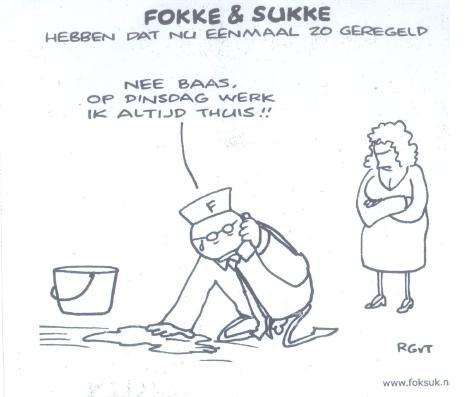 FOKKE & SUKKE
HEBBEN DAT NU EENMAAL ZO GEREGELD
NEE BAAS,
OP DINSDAG WERK
IK ALTIJD THUIS!!
F
RGVT
www.foksuk.n